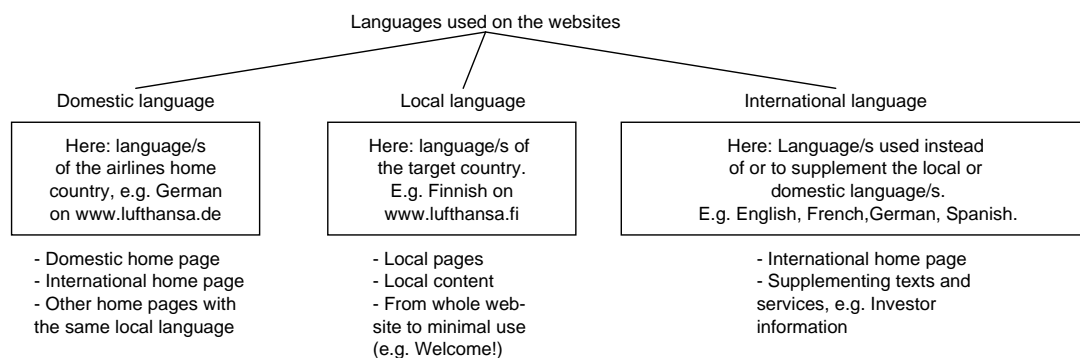 Languages used on the websites
Domestic language
Here: language/s
of the airlines home
country, e.g. German
on www.lufthansa.de
- Domestic home page
- International home page
- Other home pages with
the same local language
Local language
Here: language/s of
the target country.
E.g. Finnish on
www.lufthansa.fi
- Local pages
- Local content
- From whole web-
site to minimal use
(e.g. Welcome!)
International language
Here: Language/s used instead
of or to supplement the local or
domestic language/s.
E.g. English, French,German, Spanish.
- International home page
- Supplementing texts and
services, e.g. Investor
information